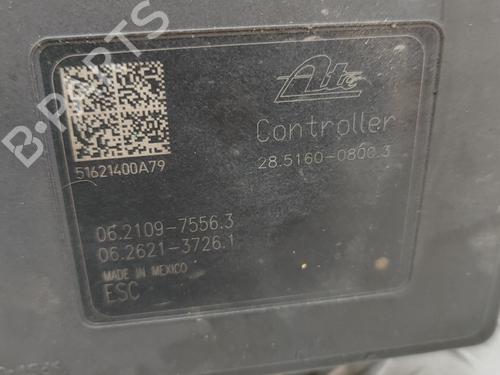 Ate
Controller
28.5160-0800.3
51621400A79
06.2109-7556.3
06.2621-3726.1
MADE IN MEXICO
ESC
B-PARTS